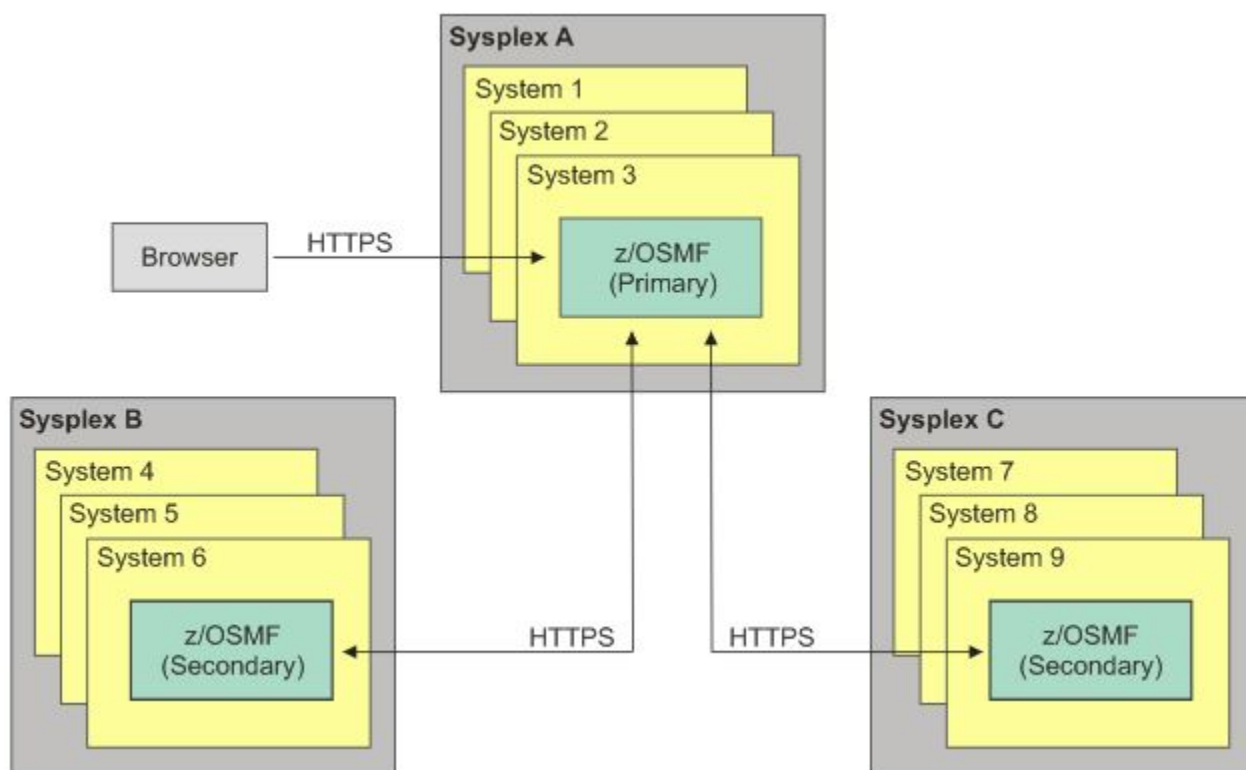 Sysplex A
System 1
System 2
System 3
Browser
HTTPS
z/OSMF
(Primary)
Sysplex B
System 4
System 5
System 6
z/OSMF
(Secondary)
HTTPS
HTTPS
Sysplex C
System 7
System 8
System 9
z/OSMF
(Secondary)